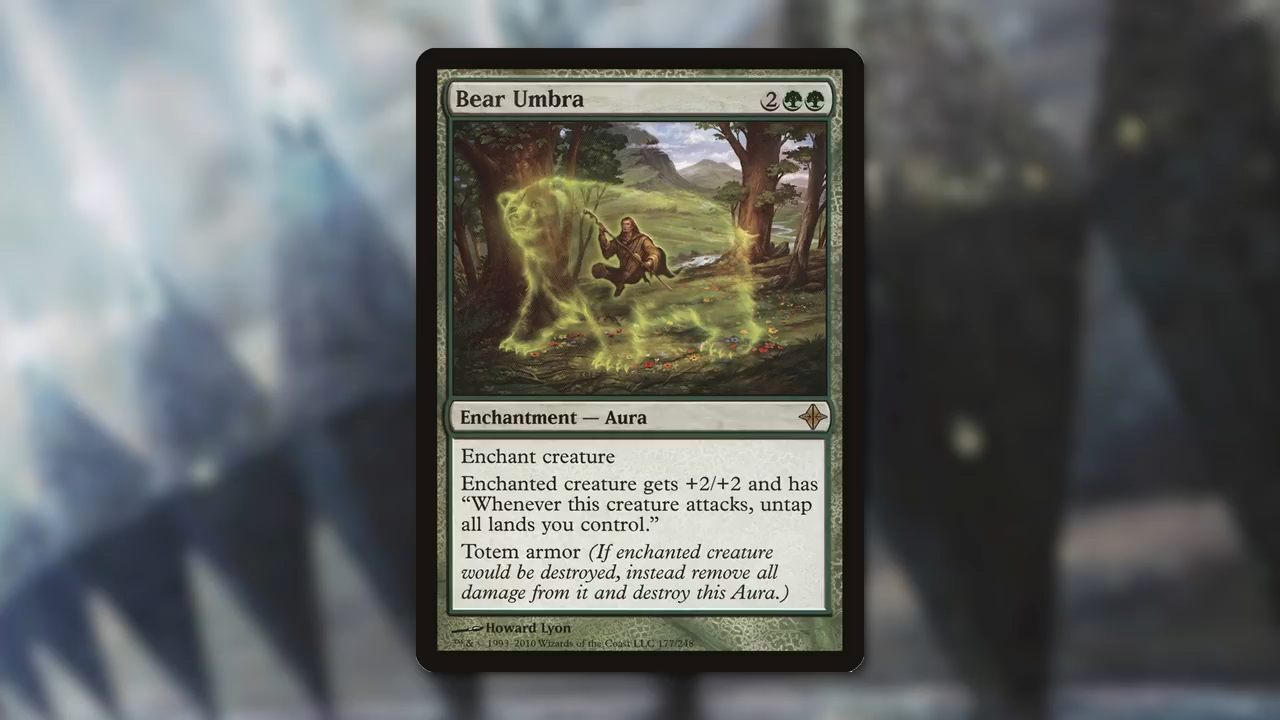 Bear Umbra 2
Enchantment — Aura
Enchant creature
Enchanted creature gets +2/+2 and has
“Whenever this creature attacks, untap
all lands you control.”
Totem armor (If enchanted creature
would be destroyed, instead remove all
damage from it and destroy this Aura.)
Howard Lyon
™ & © 1993–2010 Wizards of the Coast LLC 177/248